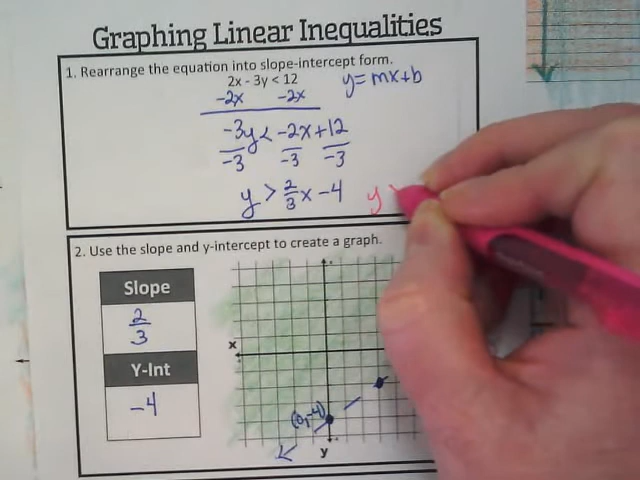 Graphing Linear Inequalities
1. Rearrange the equation into slope-intercept form.
2x - 3y < 12 y=mx+b
-2x -2x
-3y < -2x+12
-3 -3 -3
y > 2/3 x - 4 y >
2. Use the slope and y-intercept to create a graph.
Slope
2/3
Y-Int
-4
x
(0,-4)
y